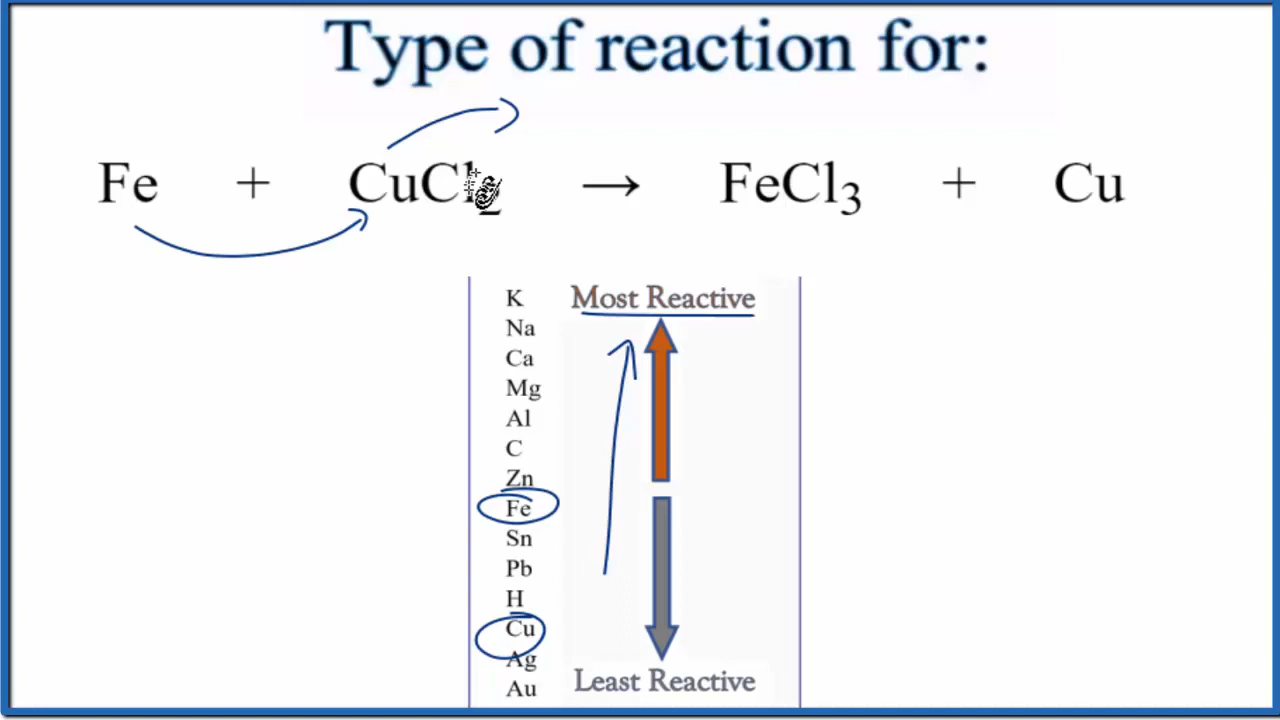 Type of reaction for:
Fe + CuCl₂ → FeCl₃ + Cu
K Most Reactive
Na
Ca
Mg
Al
C
Zn
Fe
Sn
Pb
H
Cu
Ag
Au Least Reactive